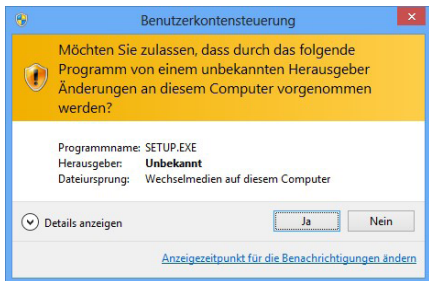 Benutzerkontensteuerung
Möchten Sie zulassen, dass durch das folgende
Programm von einem unbekannten Herausgeber
Änderungen an diesem Computer vorgenommen
werden?
Programmname: SETUP.EXE
Herausgeber: Unbekannt
Dateiursprung: Wechselmedien auf diesem Computer
Details anzeigen Ja Nein
Anzeigezeitpunkt für die Benachrichtigungen ändern